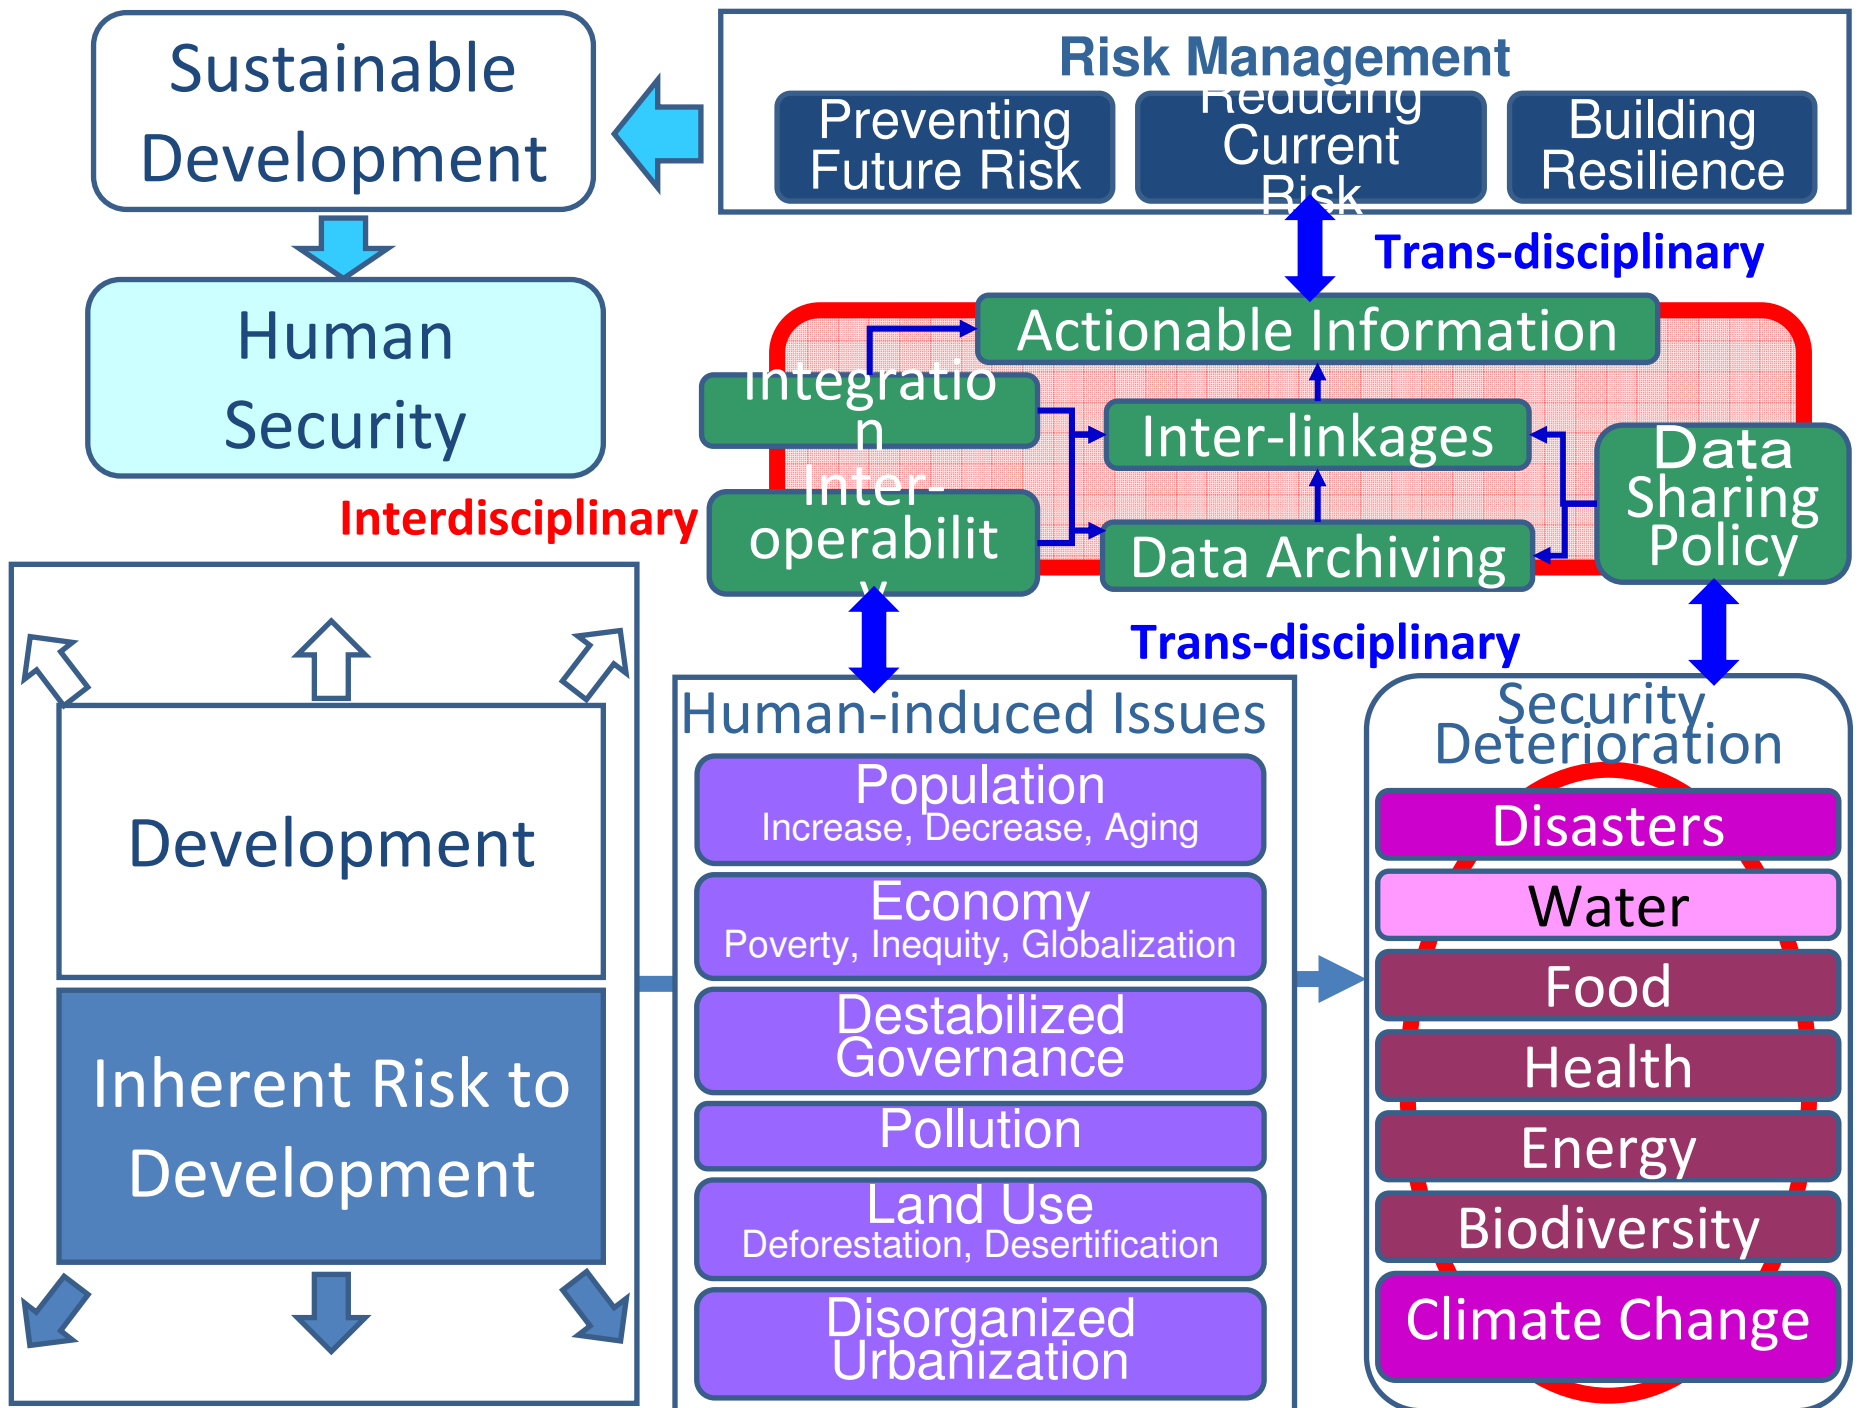 Sustainable
Development
Risk Management
Preventing
Future Risk
Reducing
Current
Risk
Building
Resilience
Trans-disciplinary
Human
Security
Actionable Information
Integratio
n
Inter-linkages
Data
Sharing
Policy
Inter-
operabilit
y
Data Archiving
Interdisciplinary
Trans-disciplinary
Development
Inherent Risk to
Development
Human-induced Issues
Population
Increase, Decrease, Aging
Economy
Poverty, Inequity, Globalization
Destabilized
Governance
Pollution
Land Use
Deforestation, Desertification
Disorganized
Urbanization
Security
Deterioration
Disasters
Water
Food
Health
Energy
Biodiversity
Climate Change